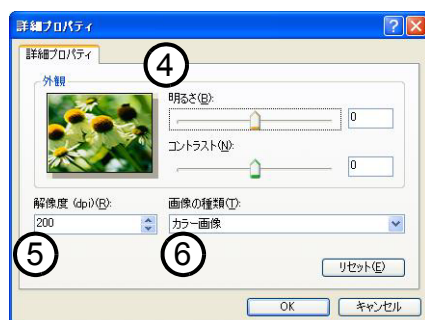 詳細プロパティ
詳細プロパティ
④
外観
明るさ(B):
0
コントラスト(N):
0
解像度 (dpi)(R):
画像の種類(T):
200
カラー画像
⑤
⑥
リセット(E)
OK
キャンセル